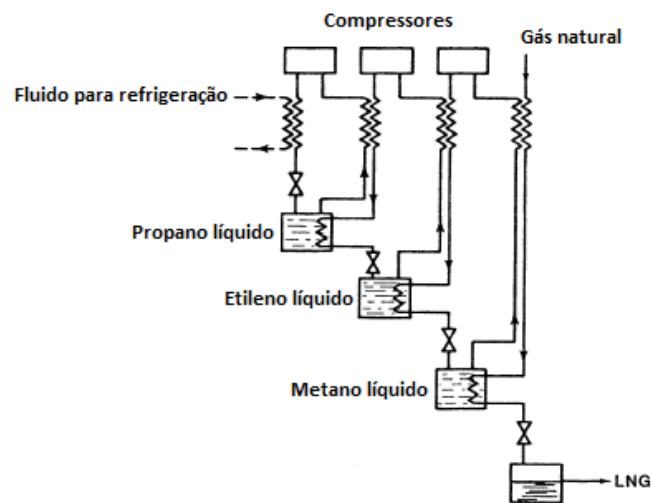 Compressores
Gás natural
Fluido para refrigeração
Propano líquido
Etileno líquido
Metano líquido
LNG